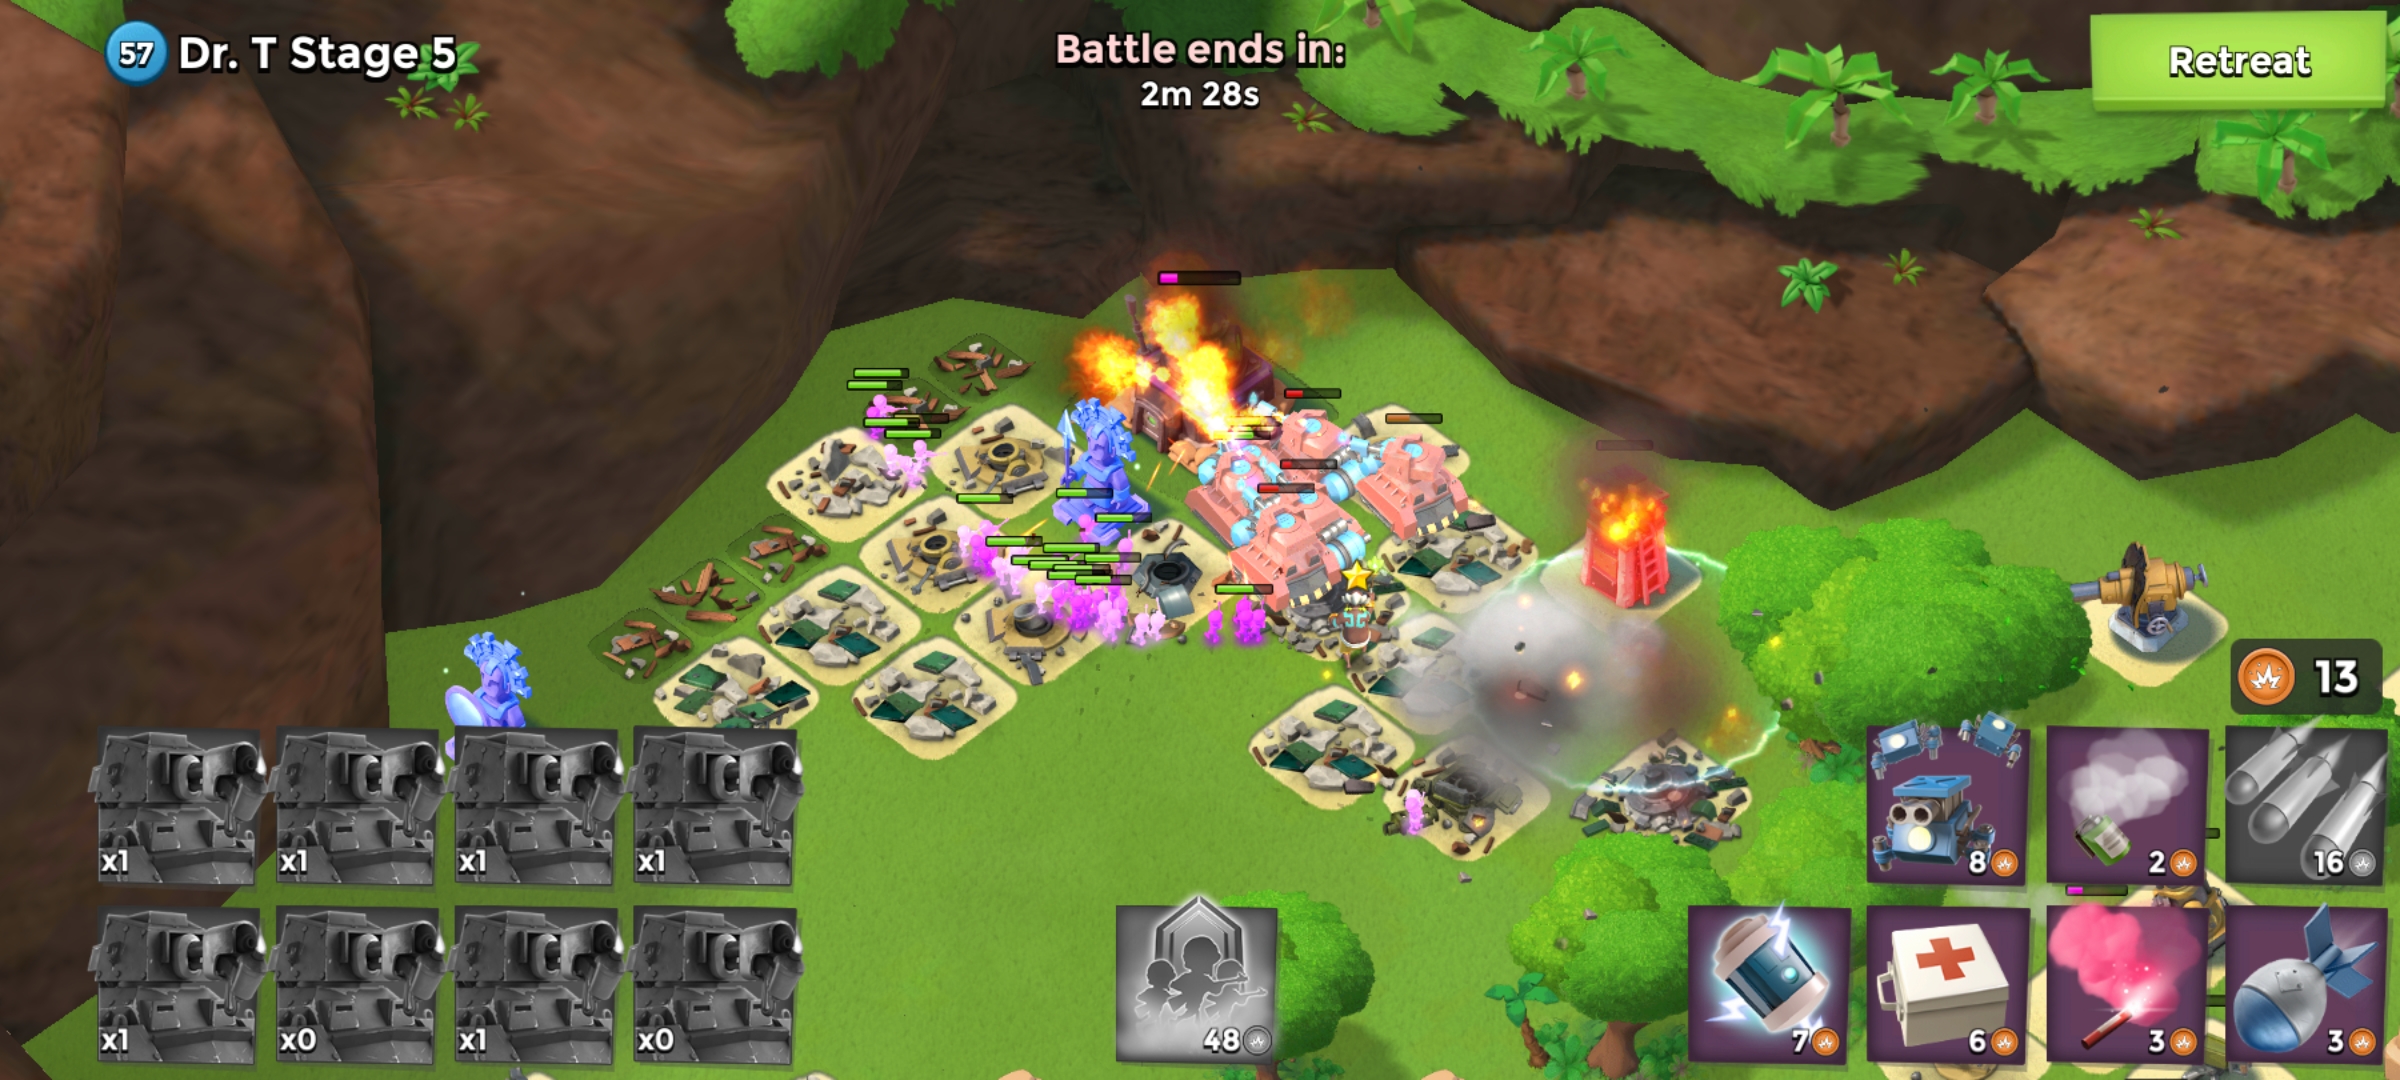 57 Dr. T Stage 5
Battle ends in:
2m 28s
Retreat
13
x1 x1 x1 x1
8 2 16
x1 x0 x1 x0
48
7 6 3 3